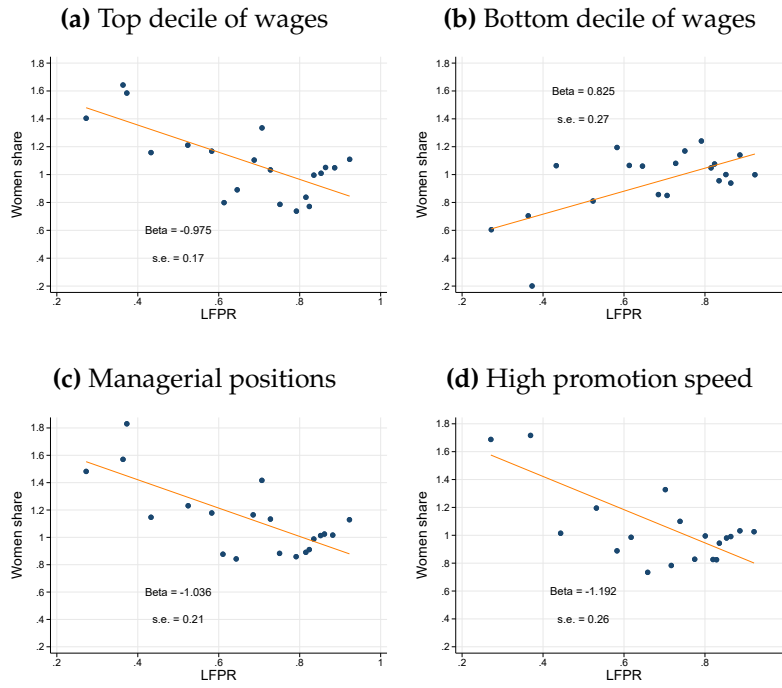 (a) Top decile of wages
1.8
1.6
1.4
1.2
1
.8
.6
.4
.2
Women share
Beta = -0.975
s.e. = 0.17
.2 .4 .6 .8 1
LFPR
(b) Bottom decile of wages
1.8
1.6
1.4
1.2
1
.8
.6
.4
.2
Women share
Beta = 0.825
s.e. = 0.27
.2 .4 .6 .8
LFPR
(c) Managerial positions
1.8
1.6
1.4
1.2
1
.8
.6
.4
.2
Women share
Beta = -1.036
s.e. = 0.21
.2 .4 .6 .8 1
LFPR
(d) High promotion speed
1.8
1.6
1.4
1.2
1
.8
.6
.4
.2
Women share
Beta = -1.192
s.e. = 0.26
.2 .4 .6 .8
LFPR